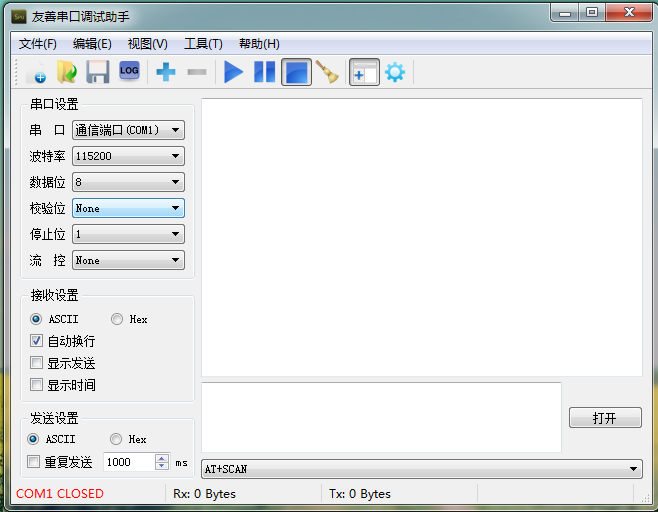 友善串口调试助手
文件(F) 编辑(E) 视图(V) 工具(T) 帮助(H)
LOG
串口设置
串 口 通信端口(COM1)
波特率 115200
数据位 8
校验位 None
停止位 1
流 控 None
接收设置
ASCII Hex
自动换行
显示发送
显示时间
发送设置
ASCII Hex
重复发送 1000 ms
打开
AT+SCAN
COM1 CLOSED Rx: 0 Bytes Tx: 0 Bytes